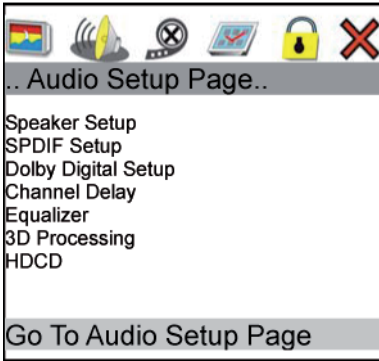 .. Audio Setup Page..
Speaker Setup
SPDIF Setup
Dolby Digital Setup
Channel Delay
Equalizer
3D Processing
HDCD
Go To Audio Setup Page